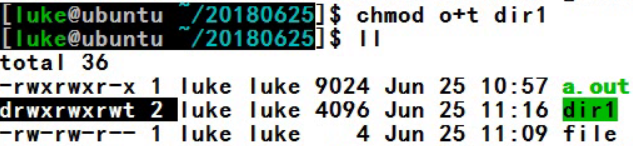 [luke@ubuntu ~/20180625]$ chmod o+t dir1
[luke@ubuntu ~/20180625]$ ll
total 36
-rwxrwxr-x 1 luke luke 9024 Jun 25 10:57 a.out
drwxrwxrwt 2 luke luke 4096 Jun 25 11:16 dir1
-rw-rw-r-- 1 luke luke    4 Jun 25 11:09 file